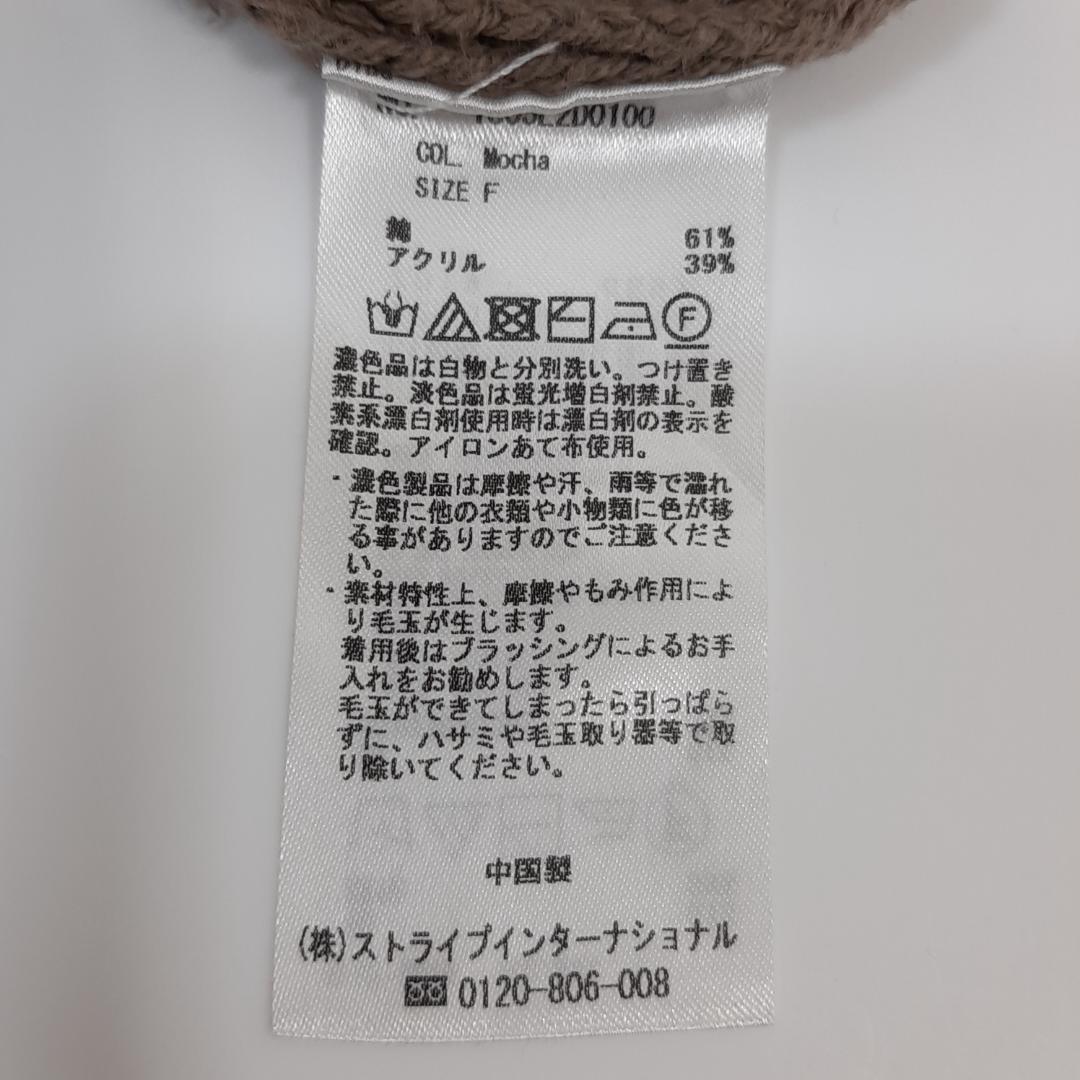 COL. Mocha
SIZE F
綿 61%
アクリル 39%
F
濃色品は白物と分別洗い。つけ置き
禁止。淡色品は蛍光増白剤禁止。酸
素系漂白剤使用時は漂白剤の表示を
確認。アイロンあて布使用。
・濃色製品は摩擦や汗、雨等で濡れ
た際に他の衣類や小物類に色が移
る事がありますのでご注意くださ
い。
・素材特性上、摩擦やもみ作用によ
り毛玉が生じます。
着用後はブラッシングによるお手
入れをお勧めします。
毛玉ができてしまったら引っぱら
ずに、ハサミや毛玉取り器等で取
り除いてください。
中国製
(株)ストライプインターナショナル
0120-806-008